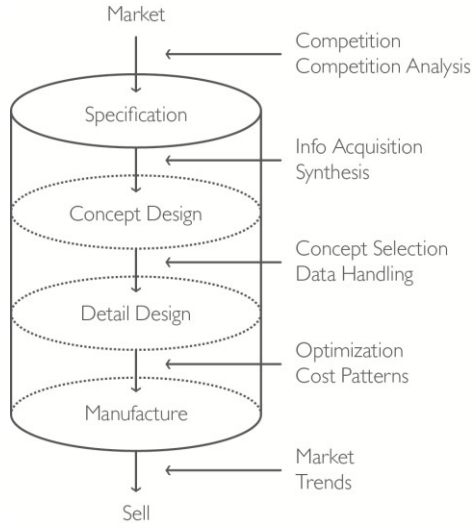 Market
Competition
Competition Analysis
Specification
Info Acquisition
Synthesis
Concept Design
Concept Selection
Data Handling
Detail Design
Optimization
Cost Patterns
Manufacture
Market
Trends
Sell